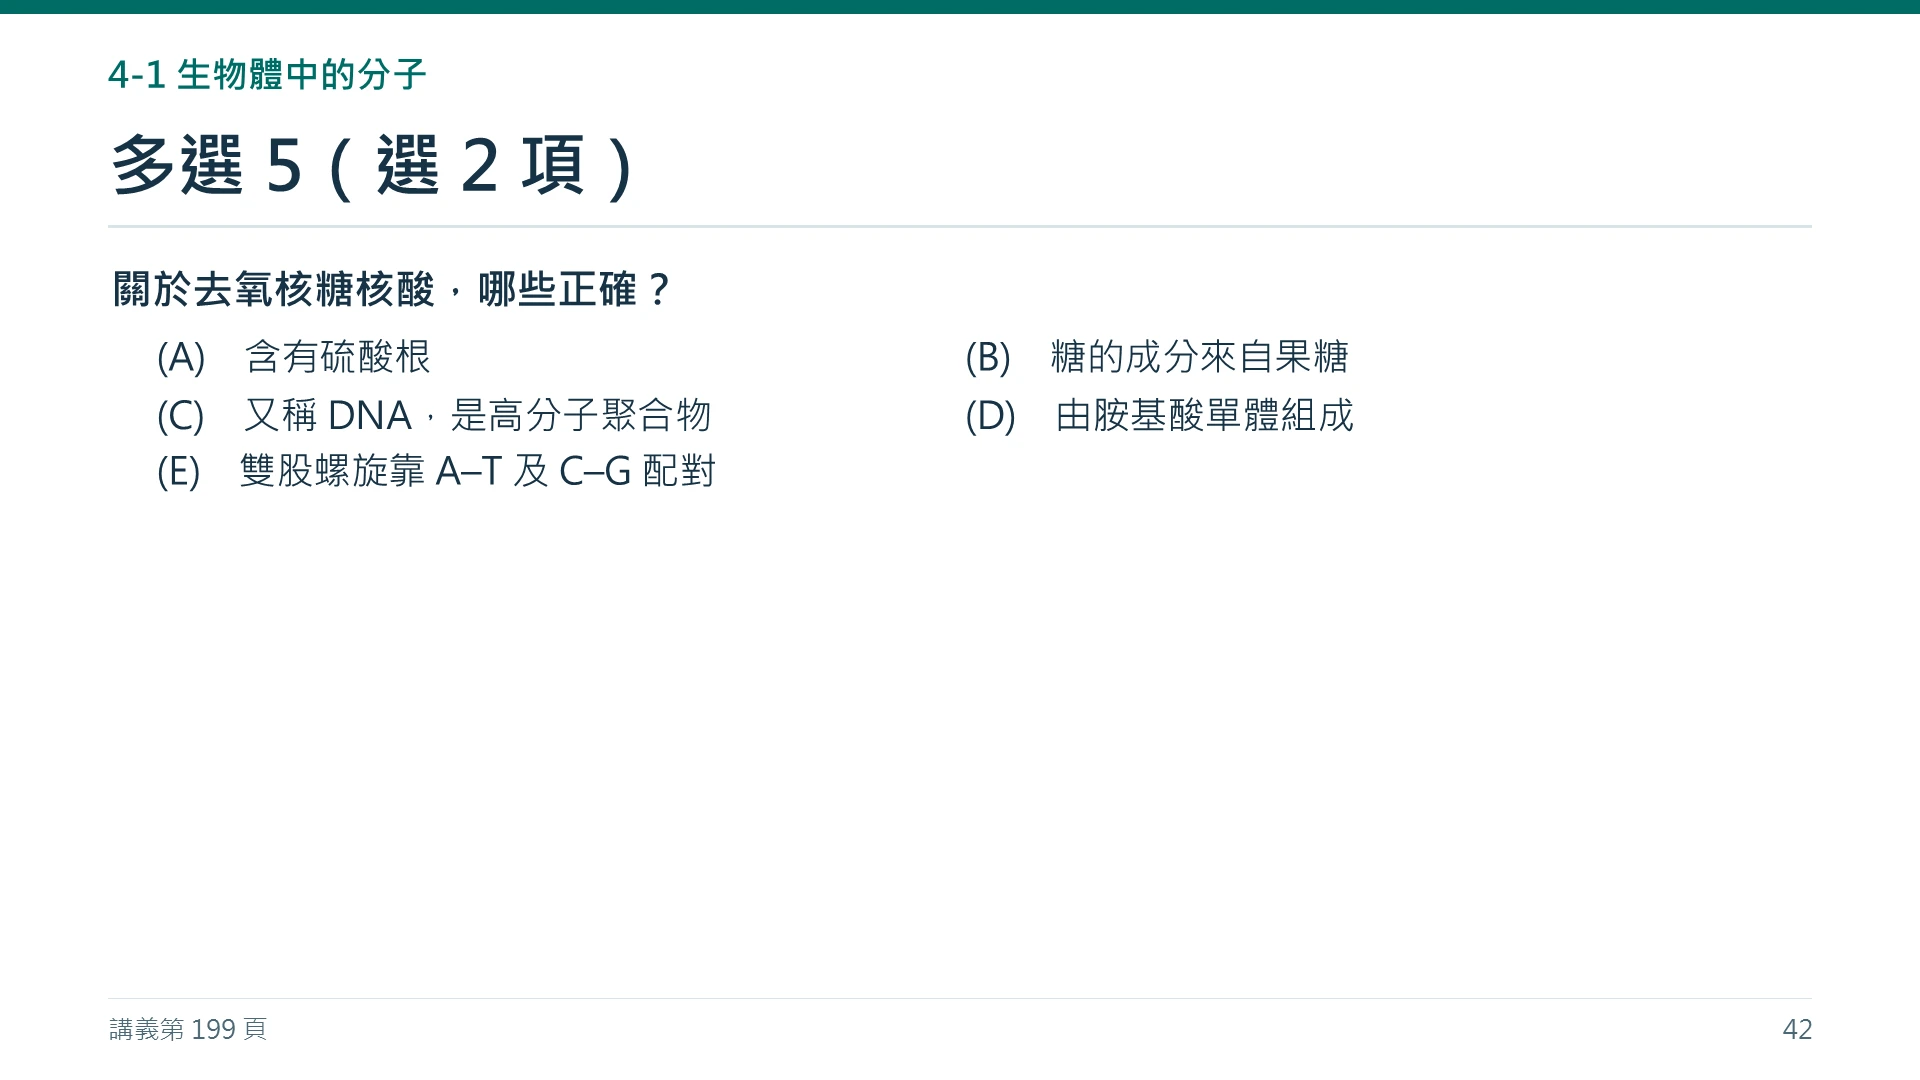 4-1 生物體中的分子
多選 5（選 2 項）
關於去氧核糖核酸，哪些正確？
(A) 含有硫酸根
(B) 糖的成分來自果糖
(C) 又稱 DNA，是高分子聚合物
(D) 由胺基酸單體組成
(E) 雙股螺旋靠 A–T 及 C–G 配對
講義第 199 頁
42